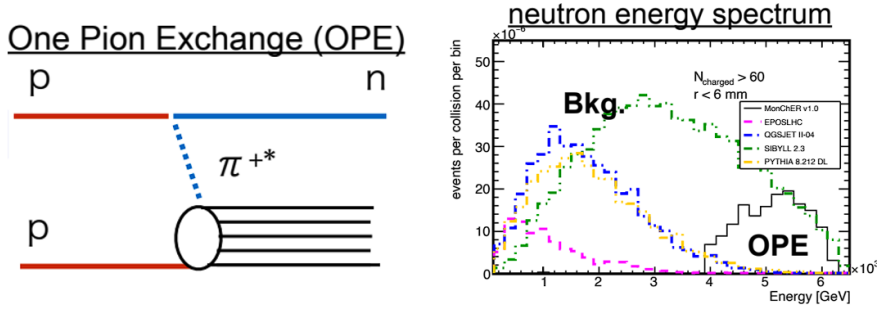 One Pion Exchange (OPE)
p
n
π +*
p
neutron energy spectrum
×10⁻⁶
events per collision per bin
50
40
30
20
10
0
Bkg.
N charged > 60
r < 6 mm
MonChER v1.0
EPOSLHC
QGSJET II-04
SIBYLL 2.3
PYTHIA 8.212 DL
OPE
0 1 2 3 4 5 6
×10³
Energy [GeV]